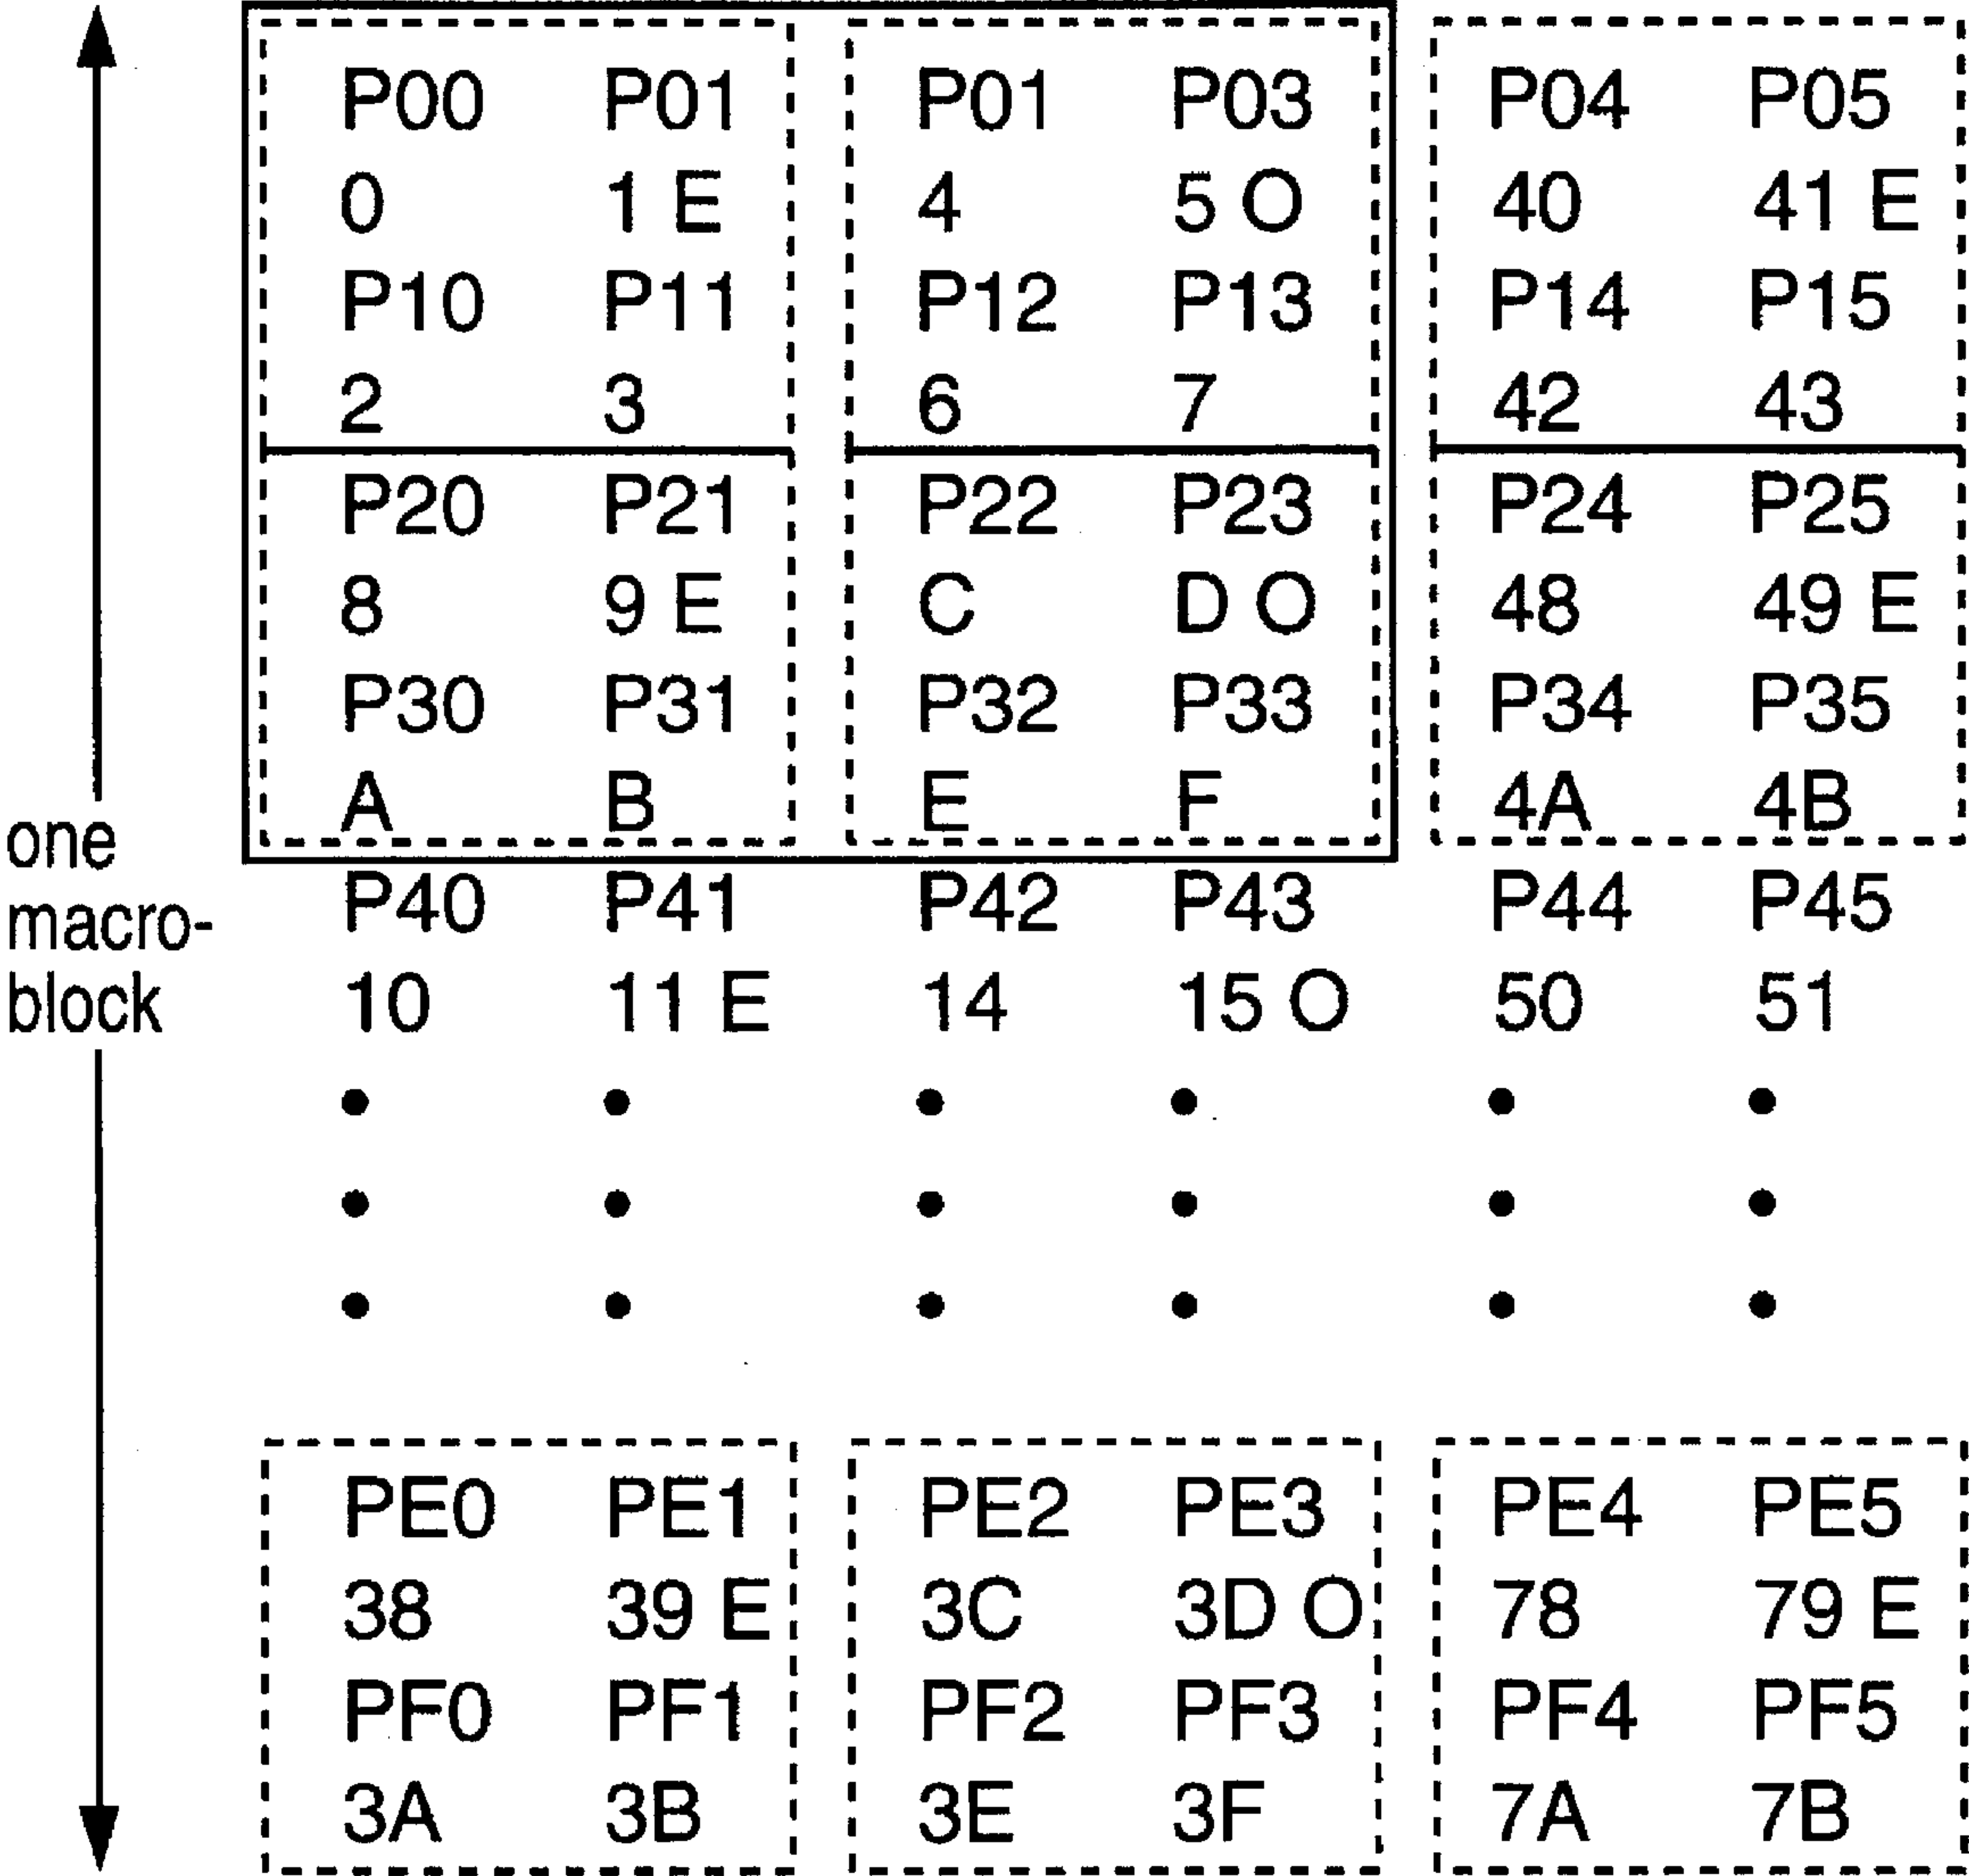 P00 P01 P01 P03 P04 P05
0 1 E 4 5 O 40 41 E
P10 P11 P12 P13 P14 P15
2 3 6 7 42 43
P20 P21 P22 P23 P24 P25
8 9 E C D O 48 49 E
P30 P31 P32 P33 P34 P35
A B E F 4A 4B
one
macro-
block
P40 P41 P42 P43 P44 P45
10 11 E 14 15 O 50 51
PE0 PE1 PE2 PE3 PE4 PE5
38 39 E 3C 3D O 78 79 E
PF0 PF1 PF2 PF3 PF4 PF5
3A 3B 3E 3F 7A 7B